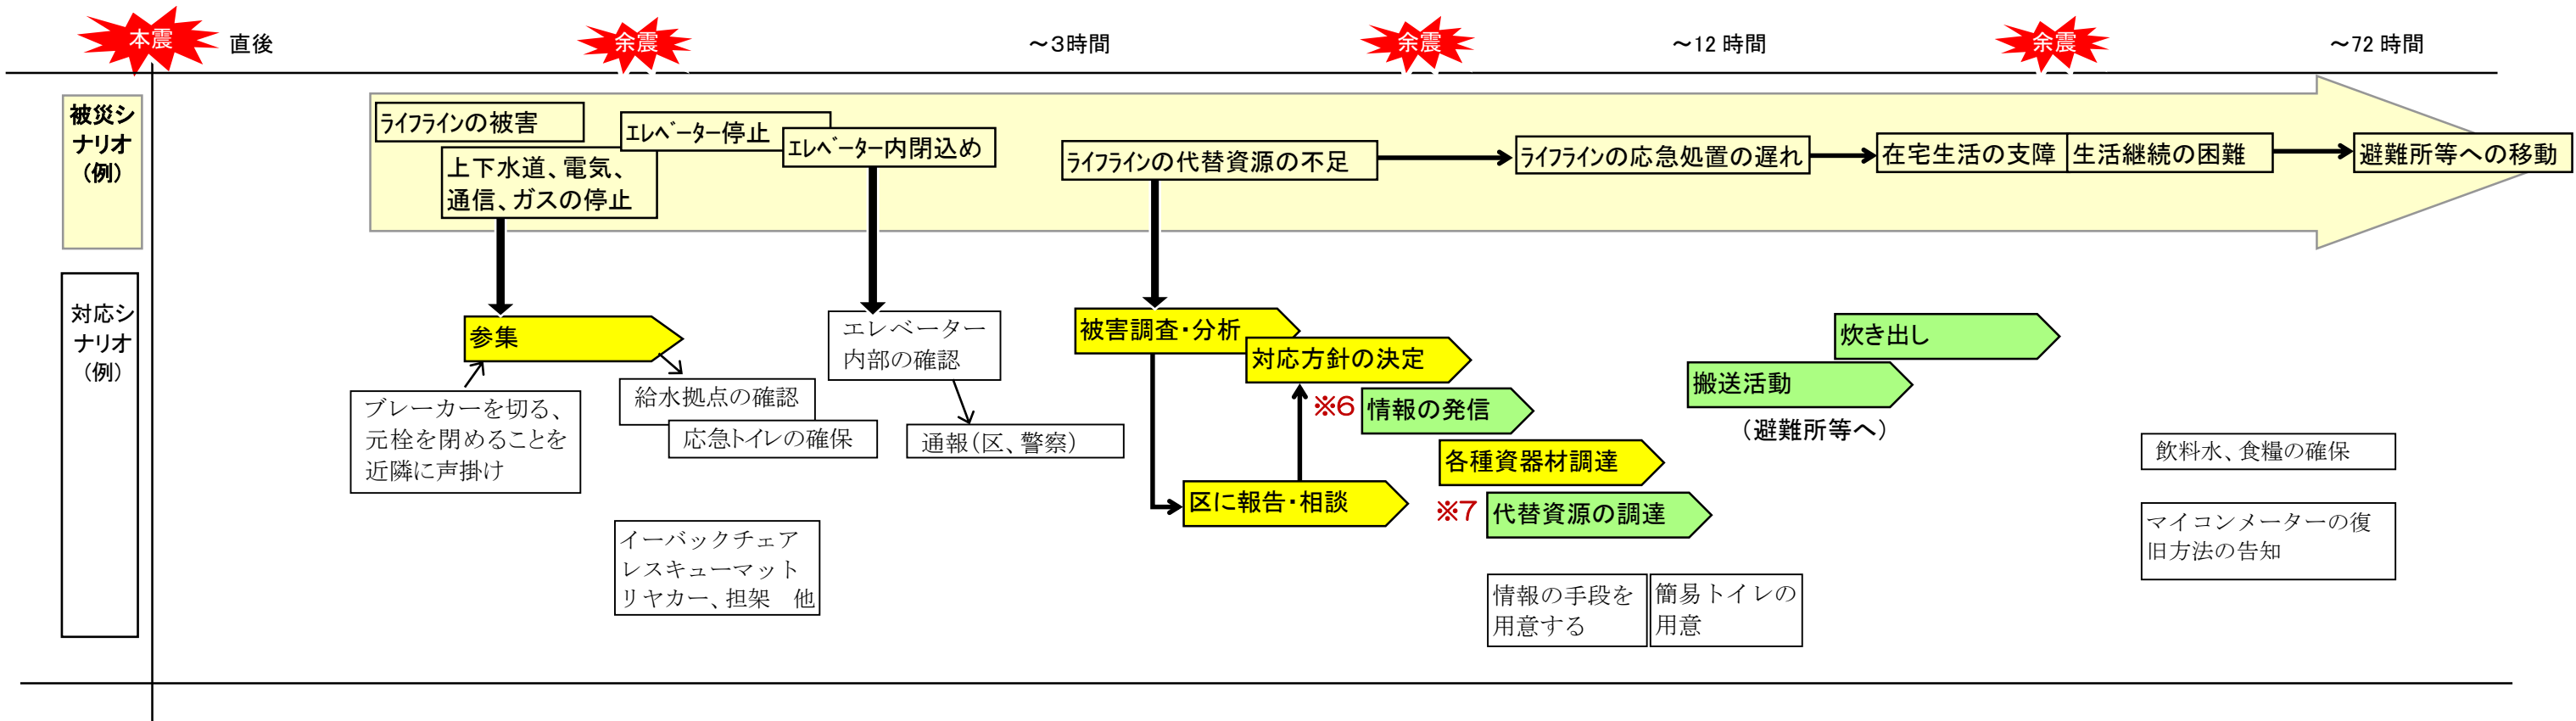 本震
直後
余震
～3時間
余震
～12時間
余震
～72時間
被災シ
ナリオ
(例)
ライフラインの被害
上下水道、電気、
通信、ガスの停止
エレベーター停止
エレベーター内閉込め
ライフラインの代替資源の不足
ライフラインの応急処置の遅れ
在宅生活の支障
生活継続の困難
避難所等への移動
対応シ
ナリオ
(例)
参集
ブレーカーを切る、
元栓を閉めることを
近隣に声掛け
給水拠点の確認
応急トイレの確保
イーバックチェア
レスキューマット
リヤカー、担架　他
エレベーター
内部の確認
通報(区、警察)
被害調査・分析
対応方針の決定
区に報告・相談
※6
情報の発信
各種資器材調達
※7
代替資源の調達
情報の手段を
用意する
簡易トイレの
用意
炊き出し
搬送活動
(避難所等へ)
飲料水、食糧の確保
マイコンメーターの復
旧方法の告知